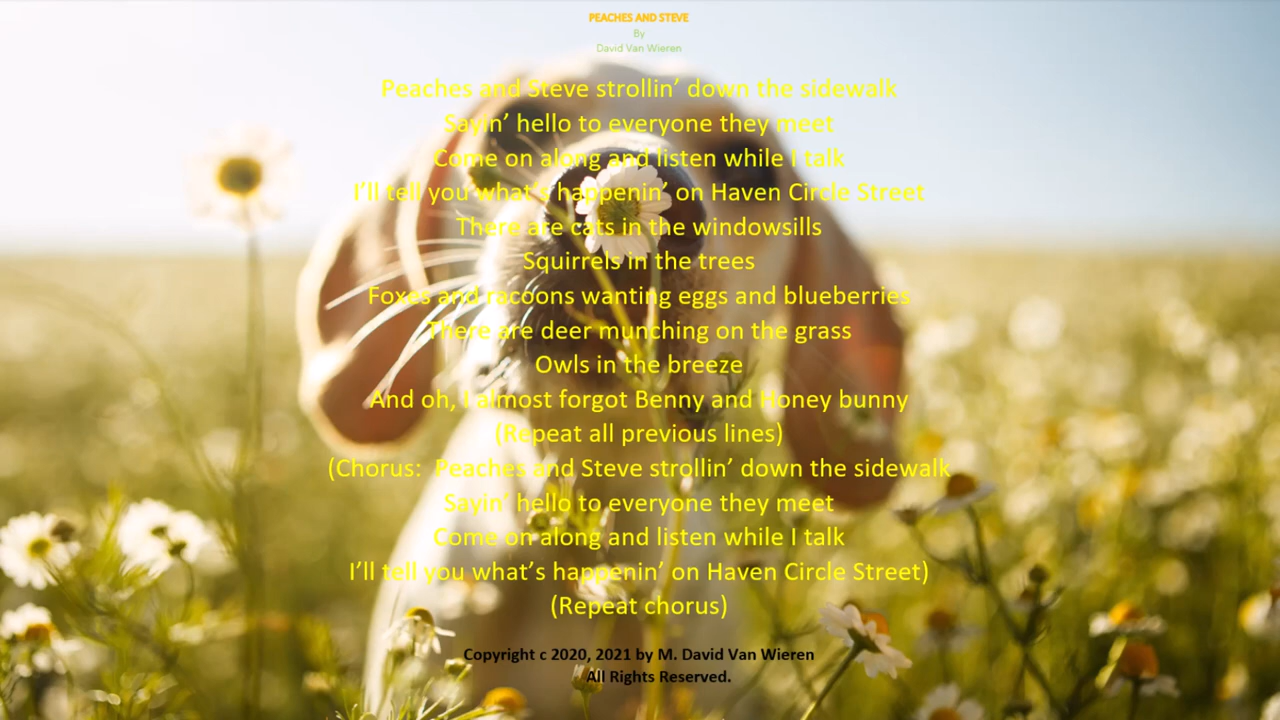 PEACHES AND STEVE
By
David Van Wieren
Peaches and Steve strollin’ down the sidewalk
Sayin’ hello to everyone they meet
Come on along and listen while I talk
I’ll tell you what’s happenin’ on Haven Circle Street
There are cats in the windowsills
Squirrels in the trees
Foxes and racoons wanting eggs and blueberries
There are deer munching on the grass
Owls in the breeze
And oh, I almost forgot Benny and Honey bunny
(Repeat all previous lines)
(Chorus:  Peaches and Steve strollin’ down the sidewalk
Sayin’ hello to everyone they meet
Come on along and listen while I talk
I’ll tell you what’s happenin’ on Haven Circle Street)
(Repeat chorus)
Copyright c 2020, 2021 by M. David Van Wieren
All Rights Reserved.